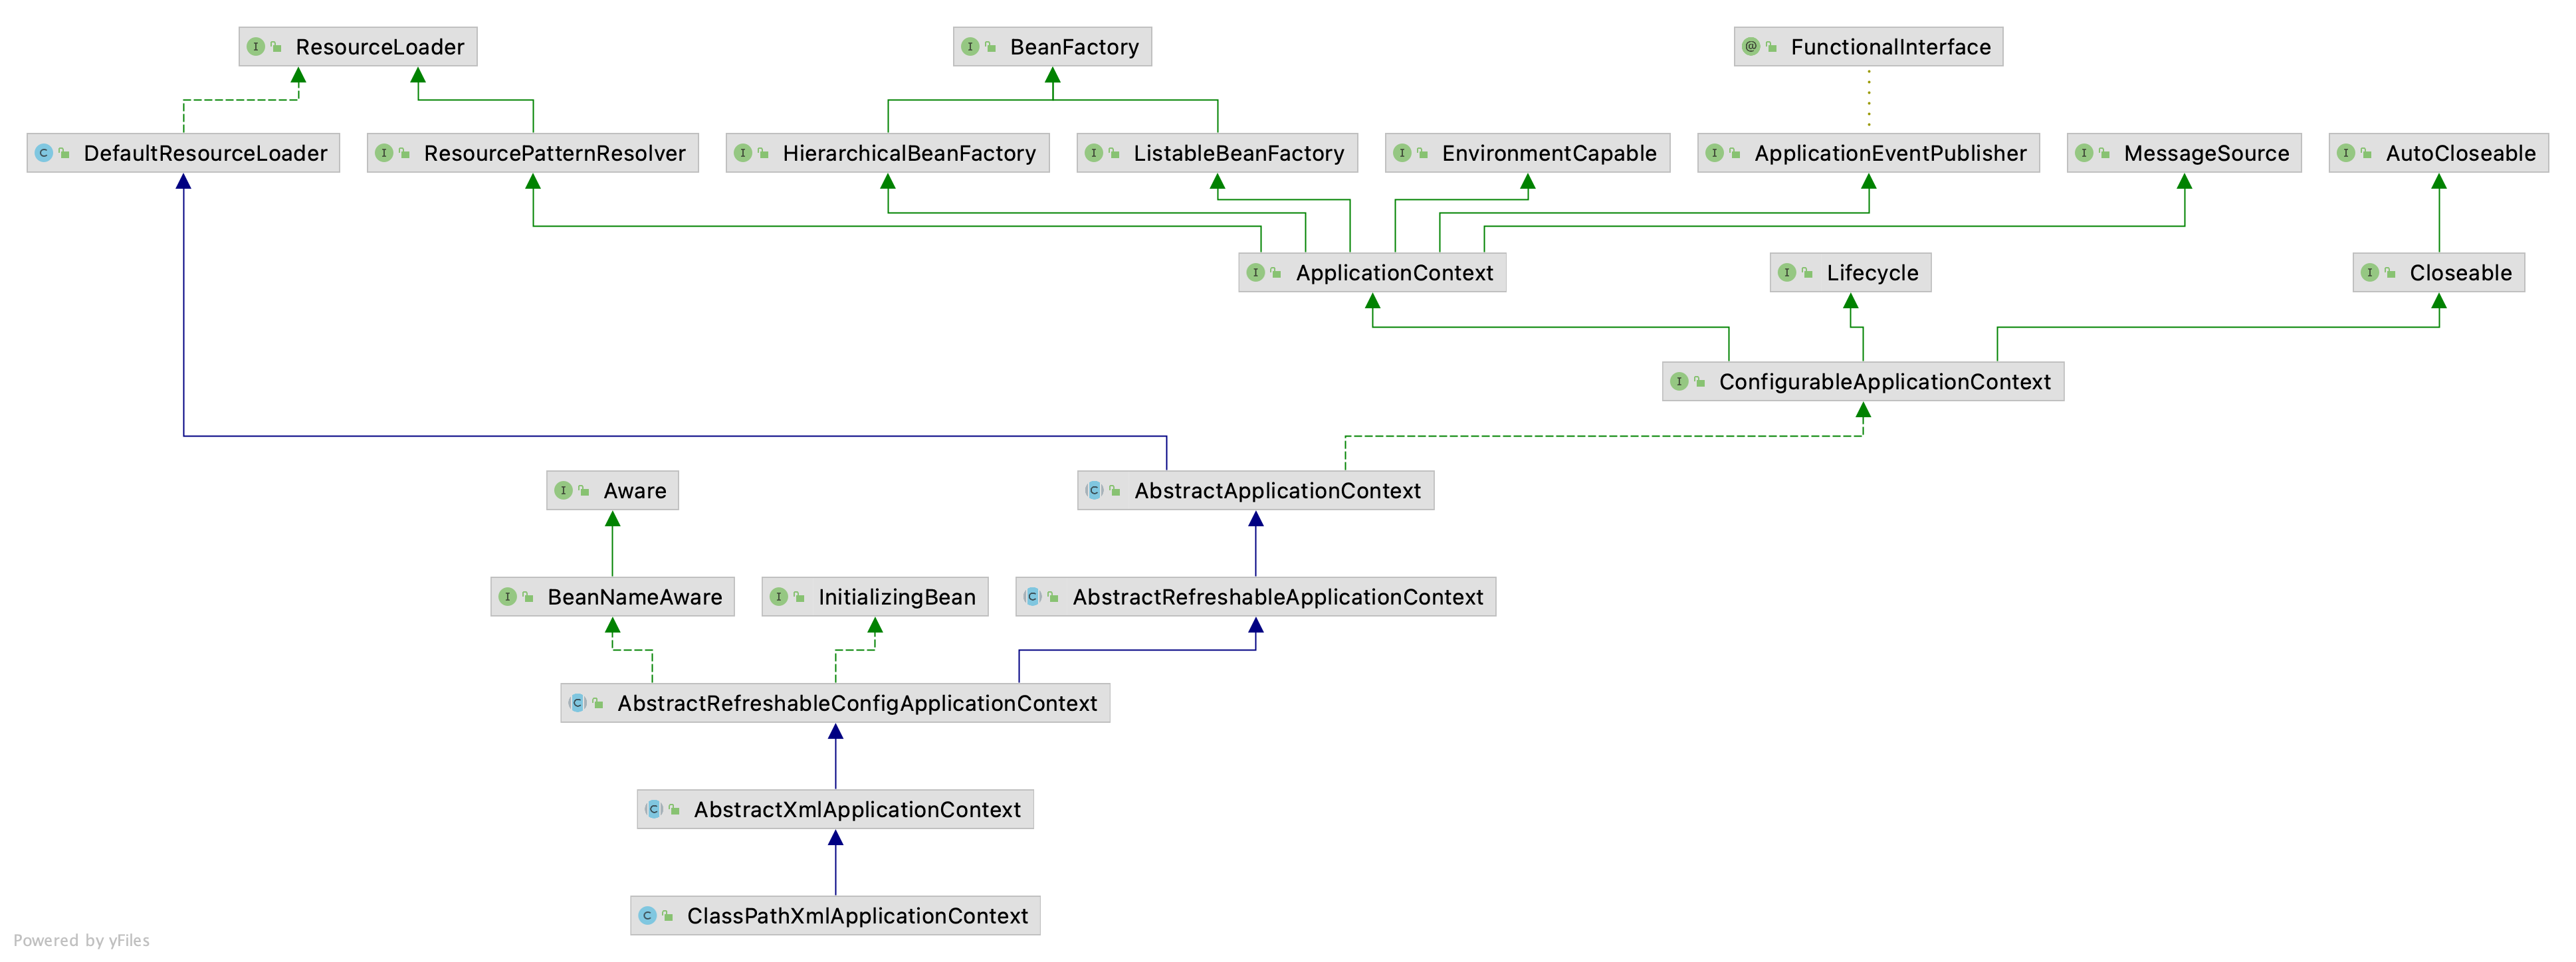 ResourceLoader
BeanFactory
FunctionalInterface
DefaultResourceLoader
ResourcePatternResolver
HierarchicalBeanFactory
ListableBeanFactory
EnvironmentCapable
ApplicationEventPublisher
MessageSource
AutoCloseable
ApplicationContext
Lifecycle
Closeable
ConfigurableApplicationContext
Aware
AbstractApplicationContext
BeanNameAware
InitializingBean
AbstractRefreshableApplicationContext
AbstractRefreshableConfigApplicationContext
AbstractXmlApplicationContext
ClassPathXmlApplicationContext
Powered by yFiles